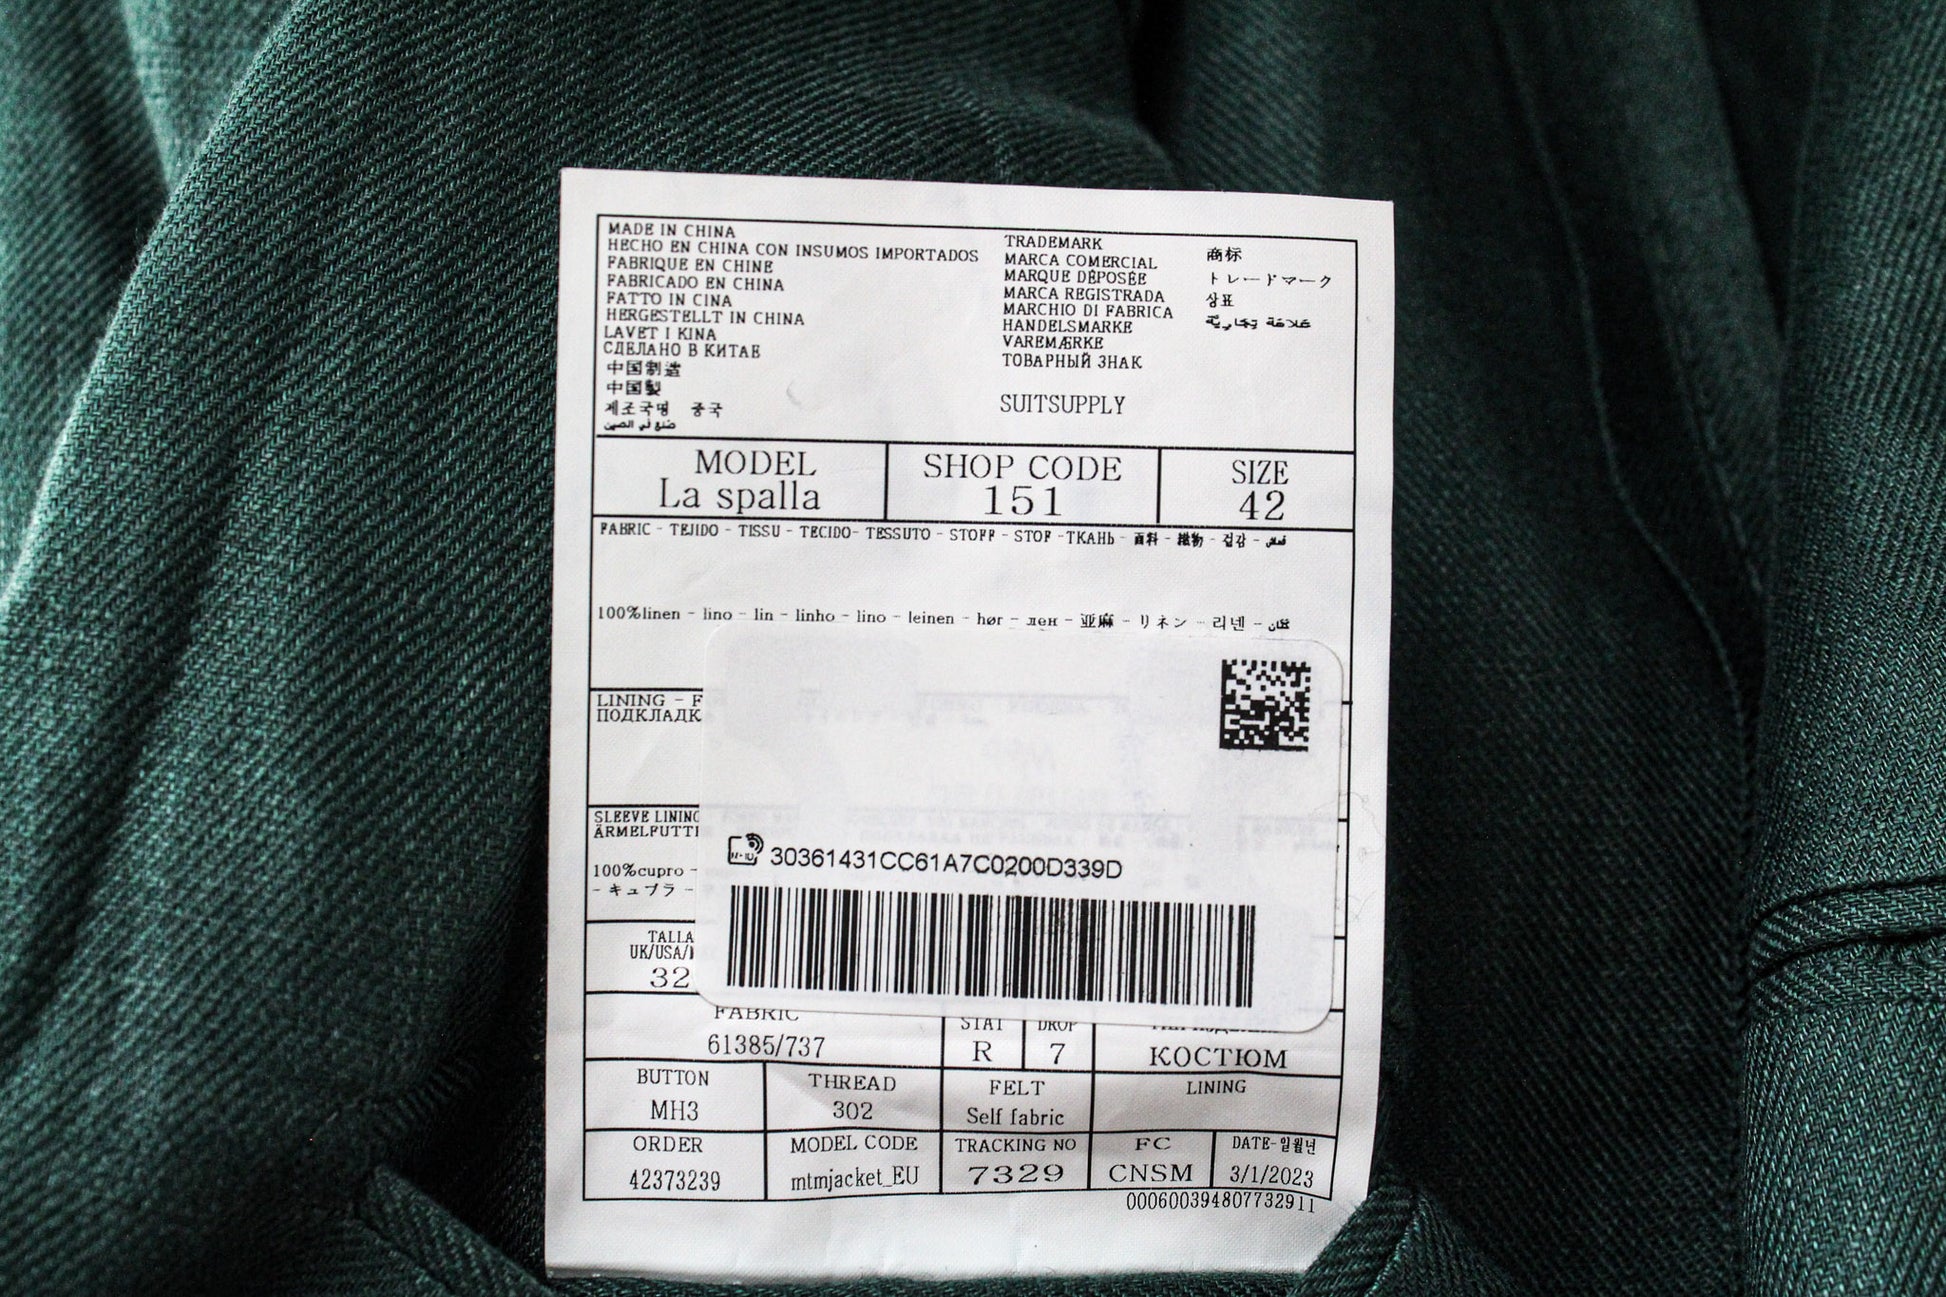 MADE IN CHINA
HECHO EN CHINA CON INSUMOS IMPORTADOS
FABRIQUE EN CHINE
FABRICADO EN CHINA
FATTO IN CINA
HERGESTELLT IN CHINA
LAVET I KINA
СДЕЛАНО В КИТАЕ
中国制造
中国製
제조국명 중국
صنع في الصين
TRADEMARK
MARCA COMERCIAL
MARQUE DÉPOSÉE
MARCA REGISTRADA
MARCHIO DI FABRICA
HANDELSMARKE
VAREMÆRKE
ТОВАРНЫЙ ЗНАК
商标
トレードマーク
상표
علامة تجارية
SUITSUPPLY
MODEL
La spalla
SHOP CODE
151
SIZE
42
FABRIC - TEJIDO - TISSU - TECIDO- TESSUTO - STOFF - STOF -ТКАНЬ - 面料 - 織物 - 겉감 - قماش
100%linen - lino - lin - linho - lino - leinen - hør - лен - 亚麻 - リネン - 리넨 - كتان
LINING - F
ПОДКЛАДК
SLEEVE LINING
ÄRMELFUTT
100%cupro -
- キュプラ -
30361431CC61A7C0200D339D
TALLA
UK/USA/
32
FABRIC
61385/737
STAT
R
DROP
7
КОСТЮМ
BUTTON
MH3
THREAD
302
FELT
Self fabric
LINING
ORDER
42373239
MODEL CODE
mtmjacket_EU
TRACKING NO
7329
FC
CNSM
DATE-일월년
3/1/2023
000600394807732911